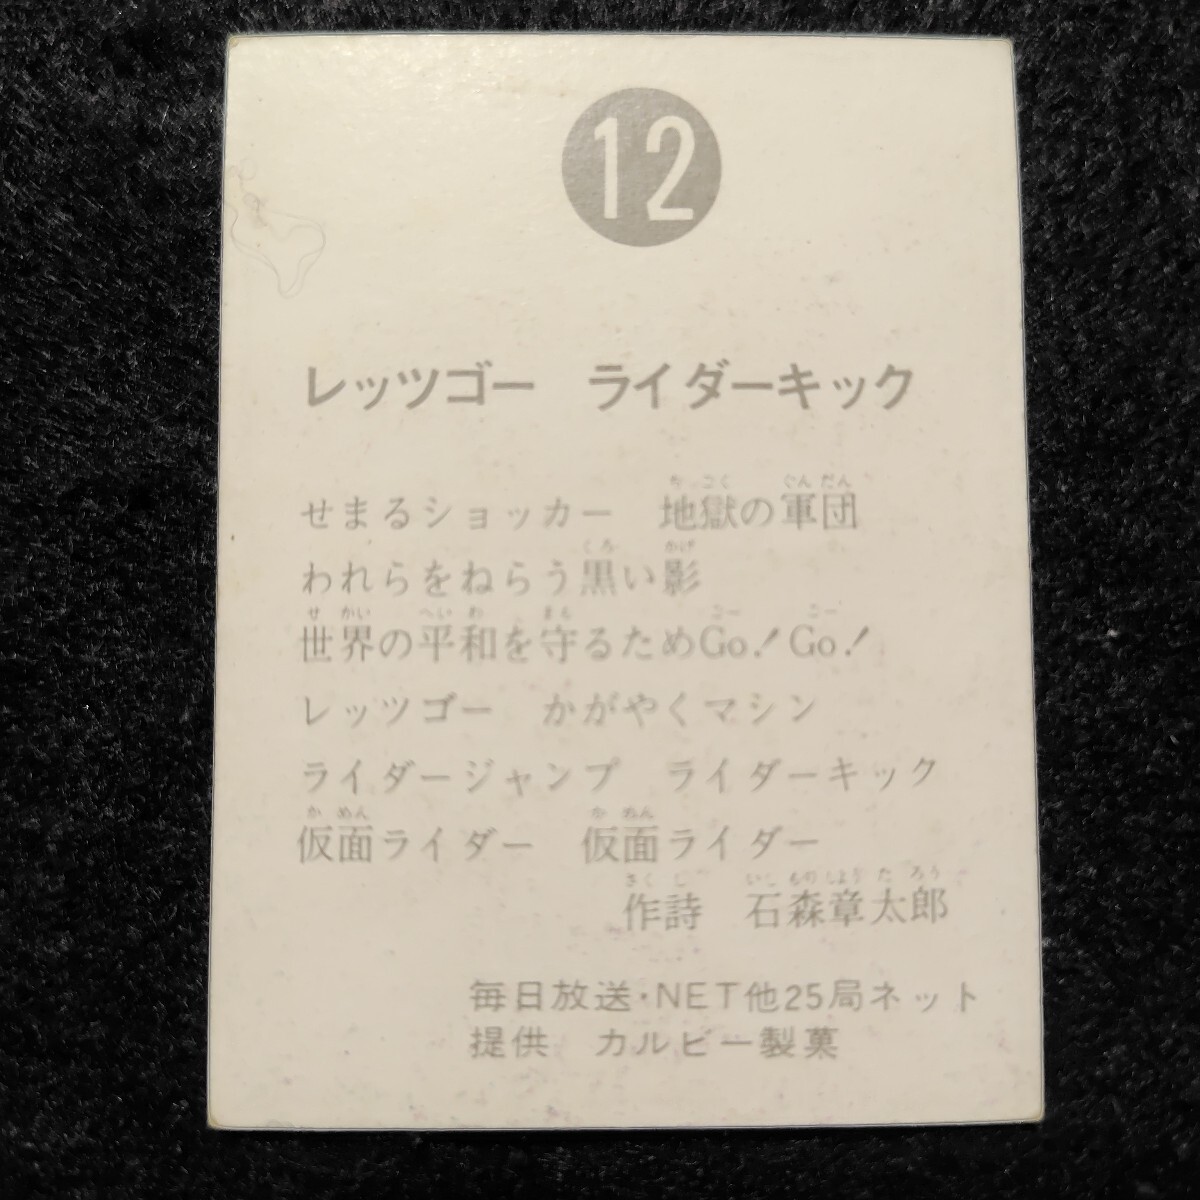 12
レッツゴー　ライダーキック
せまるショッカー　地獄の軍団
われらをねらう黒い影
世界の平和を守るためGo！Go！
レッツゴー　かがやくマシン
ライダージャンプ　ライダーキック
仮面ライダー　仮面ライダー
作詩　石森章太郎
毎日放送・NET他25局ネット
提供　カルビー製菓